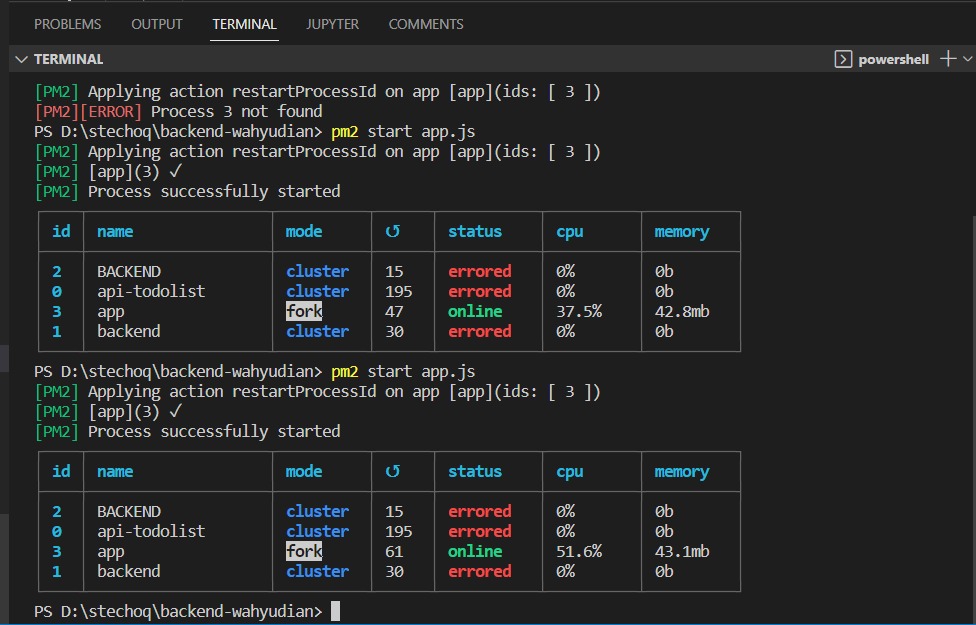 PROBLEMS OUTPUT TERMINAL JUPYTER COMMENTS
TERMINAL powershell
[PM2] Applying action restartProcessId on app [app](ids: [ 3 ])
[PM2][ERROR] Process 3 not found
PS D:\stechoq\backend-wahyudian> pm2 start app.js
[PM2] Applying action restartProcessId on app [app](ids: [ 3 ])
[PM2] [app](3) ✓
[PM2] Process successfully started
id name mode ↺ status cpu memory
2 BACKEND cluster 15 errored 0% 0b
0 api-todolist cluster 195 errored 0% 0b
3 app fork 47 online 37.5% 42.8mb
1 backend cluster 30 errored 0% 0b
PS D:\stechoq\backend-wahyudian> pm2 start app.js
[PM2] Applying action restartProcessId on app [app](ids: [ 3 ])
[PM2] [app](3) ✓
[PM2] Process successfully started
id name mode ↺ status cpu memory
2 BACKEND cluster 15 errored 0% 0b
0 api-todolist cluster 195 errored 0% 0b
3 app fork 61 online 51.6% 43.1mb
1 backend cluster 30 errored 0% 0b
PS D:\stechoq\backend-wahyudian>